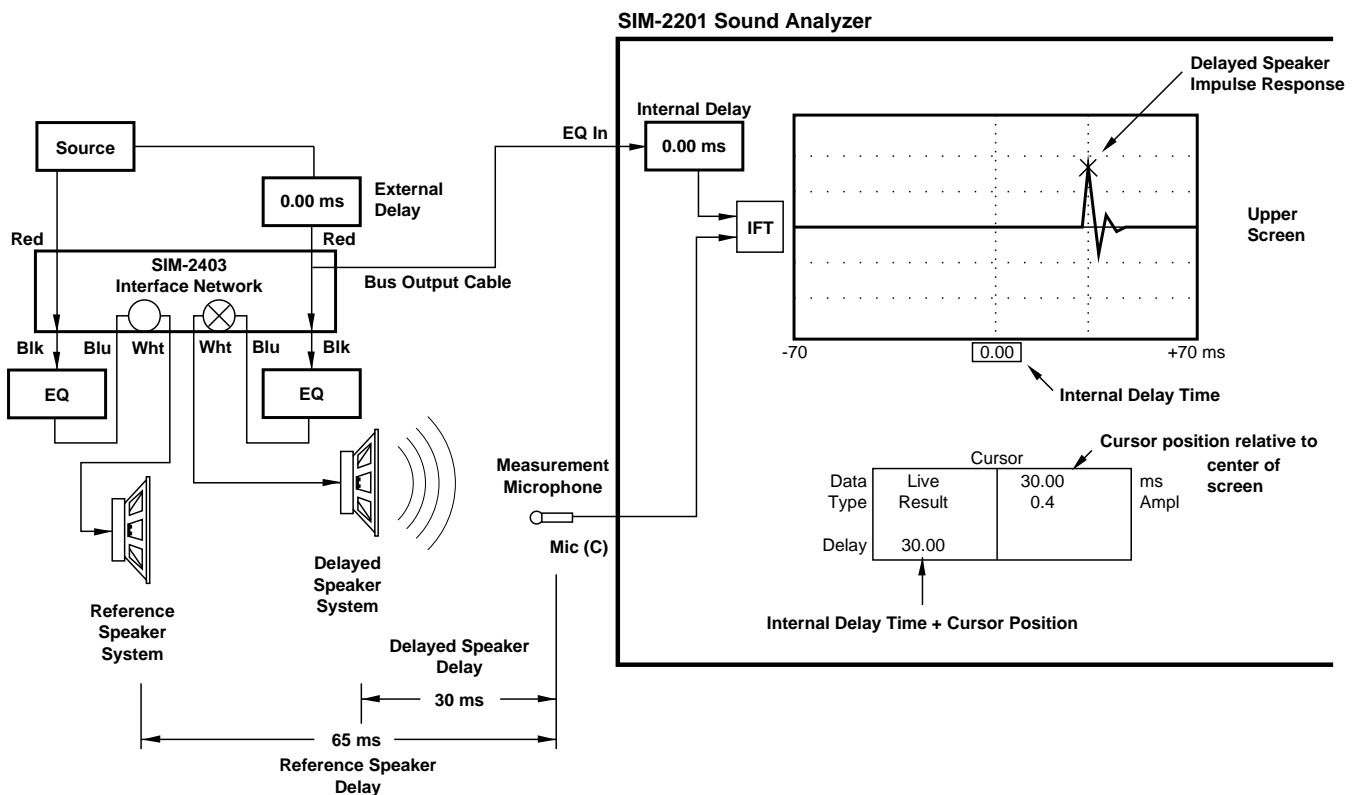 SIM-2201 Sound Analyzer
Delayed Speaker
Impulse Response
Internal Delay
EQ In
0.00 ms
Source
0.00 ms
External
Delay
IFT
Upper
Screen
Red
Red
SIM-2403
Interface Network
Bus Output Cable
Blk
Blu
Wht
Wht
Blu
Blk
-70
0.00
+70 ms
EQ
EQ
Internal Delay Time
Cursor position relative to
center of
screen
Cursor
Data
Live
30.00
ms
Type
Result
0.4
Ampl
Delay
30.00
Internal Delay Time + Cursor Position
Measurement
Microphone
Mic (C)
Delayed
Speaker
System
Reference
Speaker
System
Delayed Speaker
Delay
30 ms
65 ms
Reference Speaker
Delay